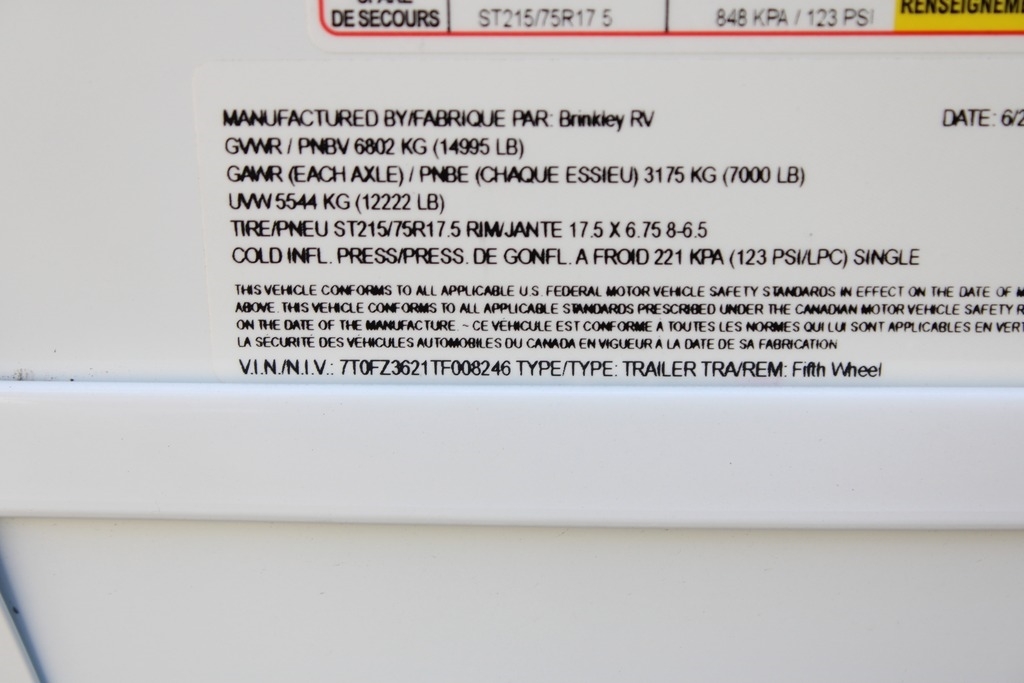 DE SECOURS ST215/75R17 5 848 KPA / 123 PSI
MANUFACTURED BY/FABRIQUE PAR: Brinkley RV DATE: 6/2
GVWR / PNBV 6802 KG (14995 LB)
GAWR (EACH AXLE) / PNBE (CHAQUE ESSIEU) 3175 KG (7000 LB)
UVW 5544 KG (12222 LB)
TIRE/PNEU ST215/75R17.5 RIM/JANTE 17.5 X 6.75 8-6.5
COLD INFL. PRESS/PRESS. DE GONFL. A FROID 221 KPA (123 PSI/LPC) SINGLE
THIS VEHICLE CONFORMS TO ALL APPLICABLE U.S. FEDERAL MOTOR VEHICLE SAFETY STANDARDS IN EFFECT ON THE DATE OF M
ABOVE. THIS VEHICLE CONFORMS TO ALL APPLICABLE STANDARDS PRESCRIBED UNDER THE CANADIAN MOTOR VEHICLE SAFETY R
ON THE DATE OF THE MANUFACTURE. ~ CE VEHICULE EST CONFORME A TOUTES LES NORMES QUI LUI SONT APPLICABLES EN VERT
LA SECURITE DES VEHICULES AUTOMOBILES DU CANADA EN VIGUEUR A LA DATE DE SA FABRICATION
V.I.N./N.I.V.: 7T0FZ3621TF008246 TYPE/TYPE: TRAILER TRA/REM: Fifth Wheel